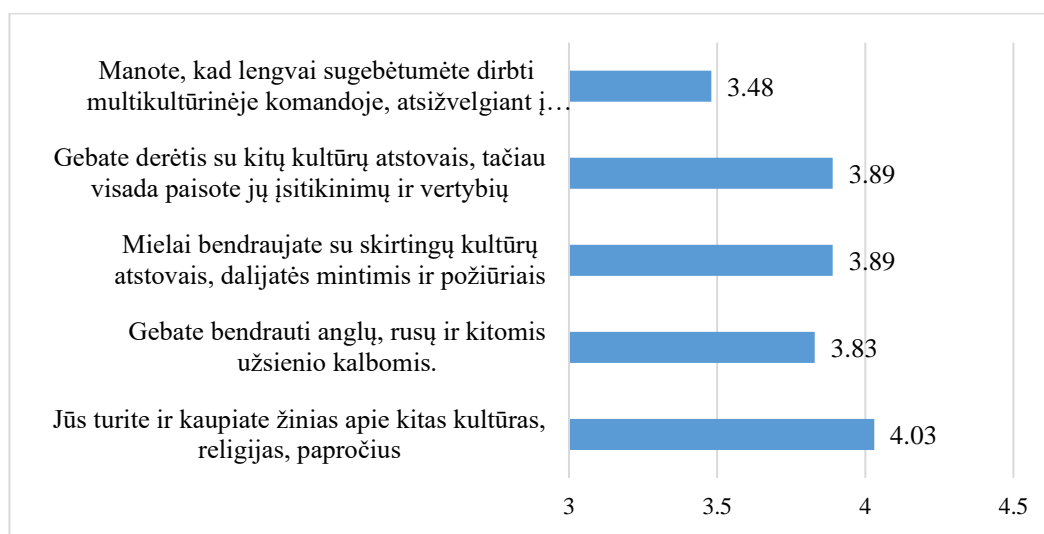 Manote, kad lengvai sugebėtumėte dirbti
multikultūrinėje komandoje, atsižvelgiant į…
3.48
Gebate derėtis su kitų kultūrų atstovais, tačiau
visada paisote jų įsitikinimų ir vertybių
3.89
Mielai bendraujate su skirtingų kultūrų
atstovais, dalijatės mintimis ir požiūriais
3.89
Gebate bendrauti anglų, rusų ir kitomis
užsienio kalbomis.
3.83
Jūs turite ir kaupiate žinias apie kitas kultūras,
religijas, papročius
4.03
3 3.5 4 4.5